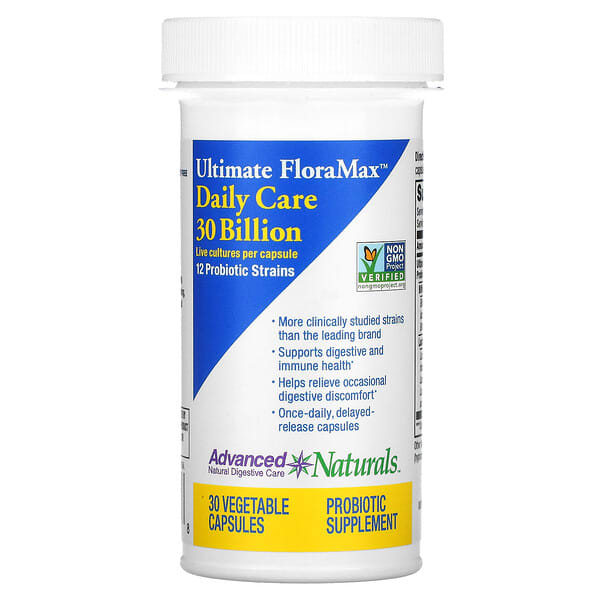 Ultimate FloraMax™
Daily Care
30 Billion
Live cultures per capsule
12 Probiotic Strains
NON
GMO
Project
VERIFIED
nongmoproject.org
• More clinically studied strains
than the leading brand
• Supports digestive and
immune health*
• Helps relieve occasional
digestive discomfort*
• Once-daily, delayed-
release capsules
Advanced Naturals™
Natural Digestive Care
30 VEGETABLE
CAPSULES
PROBIOTIC
SUPPLEMENT
8